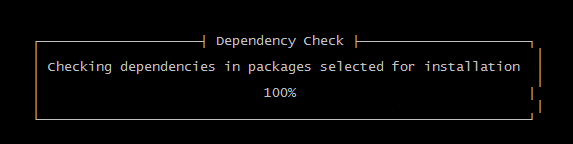 Dependency Check
Checking dependencies in packages selected for installation
100%